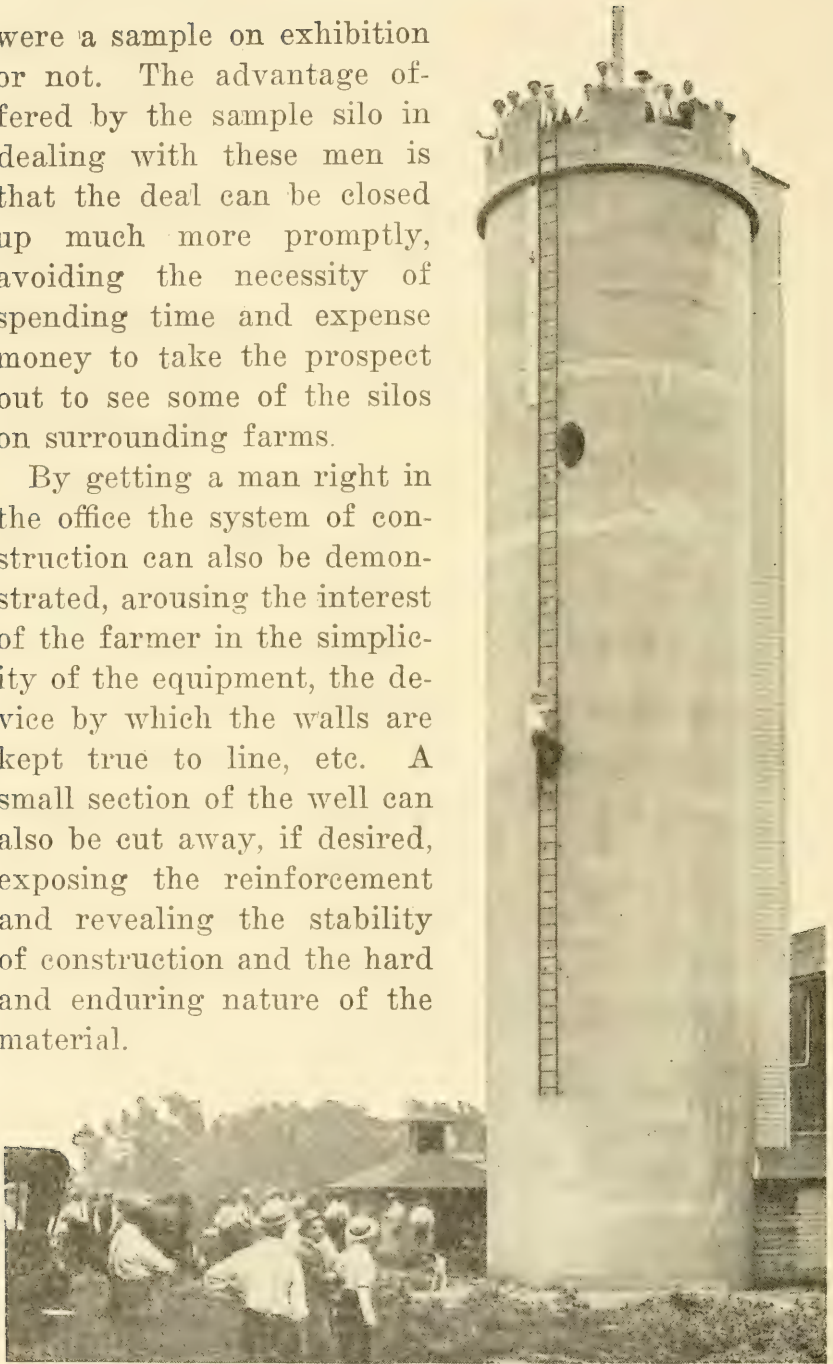 were a sample on exhibition
or not. The advantage of-
fered by the sample silo in
dealing with these men is
that the deal can be closed
up much more promptly,
avoiding the necessity of
spending time and expense
money to take the prospect
out to see some of the silos
on surrounding farms.
By getting a man right in
the office the system of con-
struction can also be demon-
strated, arousing the interest
of the farmer in the simplic-
ity of the equipment, the de-
vice by which the walls are
kept true to line, etc. A
small section of the well can
also be cut away, if desired,
exposing the reinforcement
and revealing the stability
of construction and the hard
and enduring nature of the
material.